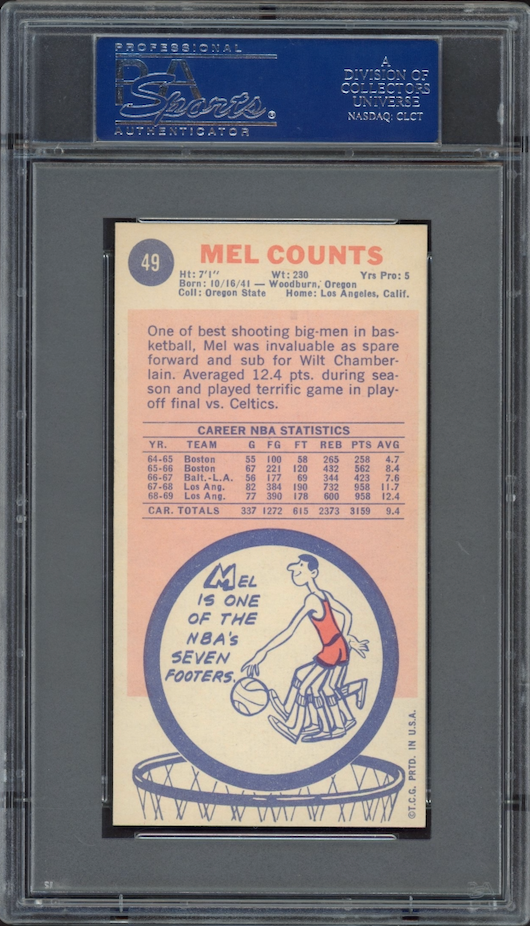 PROFESSIONAL
PSA
Sports®
AUTHENTICATOR
A
DIVISION OF
COLLECTORS
UNIVERSE
NASDAQ: CLCT
49
MEL COUNTS
Ht: 7'1" Wt: 230 Yrs Pro: 5
Born: 10/16/41 — Woodburn, Oregon
Coll: Oregon State Home: Los Angeles, Calif.
One of best shooting big-men in bas-
ketball, Mel was invaluable as spare
forward and sub for Wilt Chamber-
lain. Averaged 12.4 pts. during sea-
son and played terrific game in play-
off final vs. Celtics.
CAREER NBA STATISTICS
YR. TEAM G FG FT REB PTS AVG
64-65 Boston 55 100 58 265 258 4.7
65-66 Boston 67 221 120 432 562 8.4
66-67 Balt.-L.A. 56 177 69 344 423 7.6
67-68 Los Ang. 82 384 190 732 958 11.7
68-69 Los Ang. 77 390 178 600 958 12.4
CAR. TOTALS 337 1272 615 2373 3159 9.4
MEL
IS ONE
OF THE
NBA's
SEVEN
FOOTERS.
©T.C.G. PRTD. IN U.S.A.